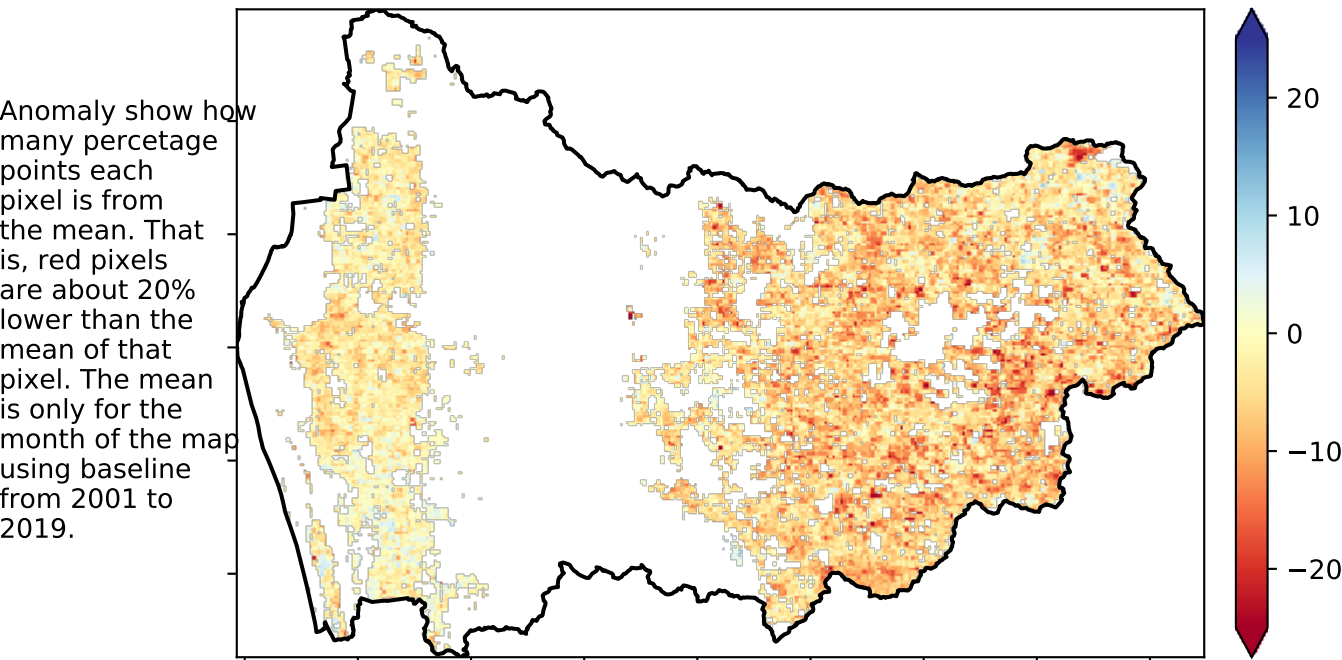 Anomaly show how
many percetage
points each
pixel is from
the mean. That
is, red pixels
are about 20%
lower than the
mean of that
pixel. The mean
is only for the
month of the map
using baseline
from 2001 to
2019.
20
10
0
−10
−20